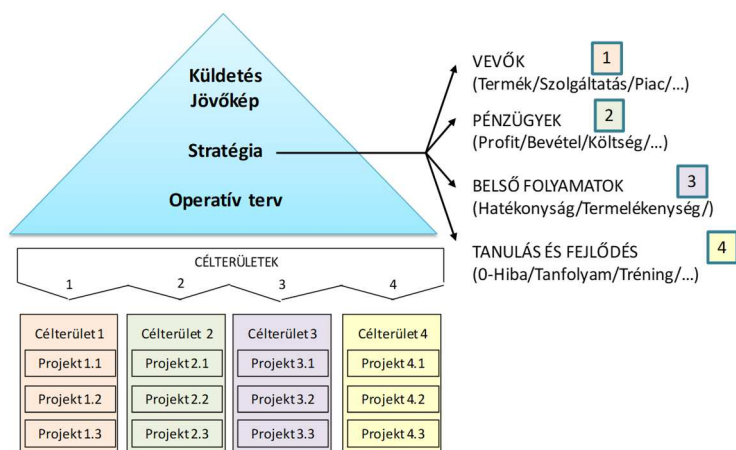 Küldetés
Jövőkép
Stratégia
Operatív terv
VEVŐK
1
(Termék/Szolgáltatás/Piac/...)
PÉNZÜGYEK
2
(Profit/Bevétel/Költség/...)
BELSŐ FOLYAMATOK
3
(Hatékonyság/Termelékenység/)
TANULÁS ÉS FEJLŐDÉS
4
(0-Hiba/Tanfolyam/Tréning/...)
CÉLTERÜLETEK
1 2 3 4
Célterület 1
Projekt 1.1
Projekt 1.2
Projekt 1.3
Célterület 2
Projekt 2.1
Projekt 2.2
Projekt 2.3
Célterület 3
Projekt 3.1
Projekt 3.2
Projekt 3.3
Célterület 4
Projekt 4.1
Projekt 4.2
Projekt 4.3